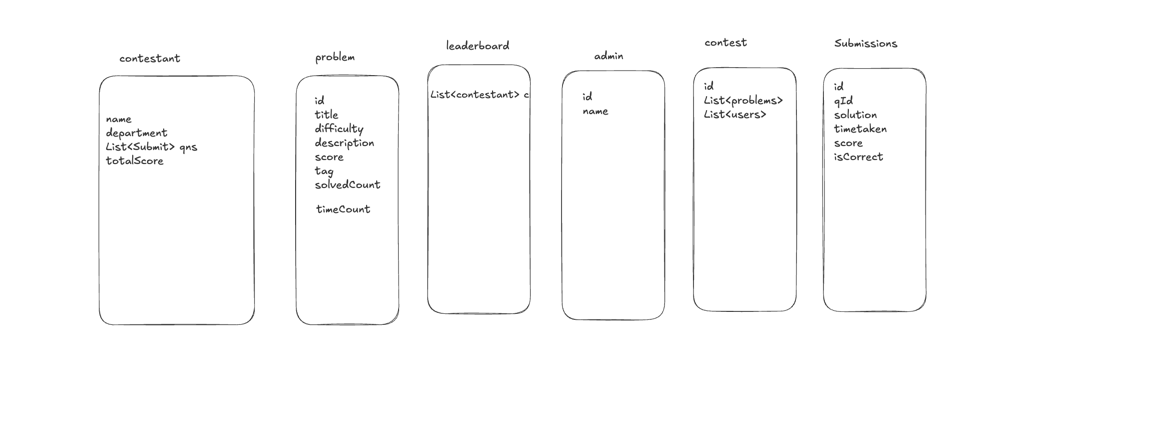 contestant
name
department
List<Submit> qns
totalScore
problem
id
title
difficulty
description
score
tag
solvedCount
timeCount
leaderboard
List<contestant> c
admin
id
name
contest
id
List<problems>
List<users>
Submissions
id
qId
solution
timetaken
score
isCorrect